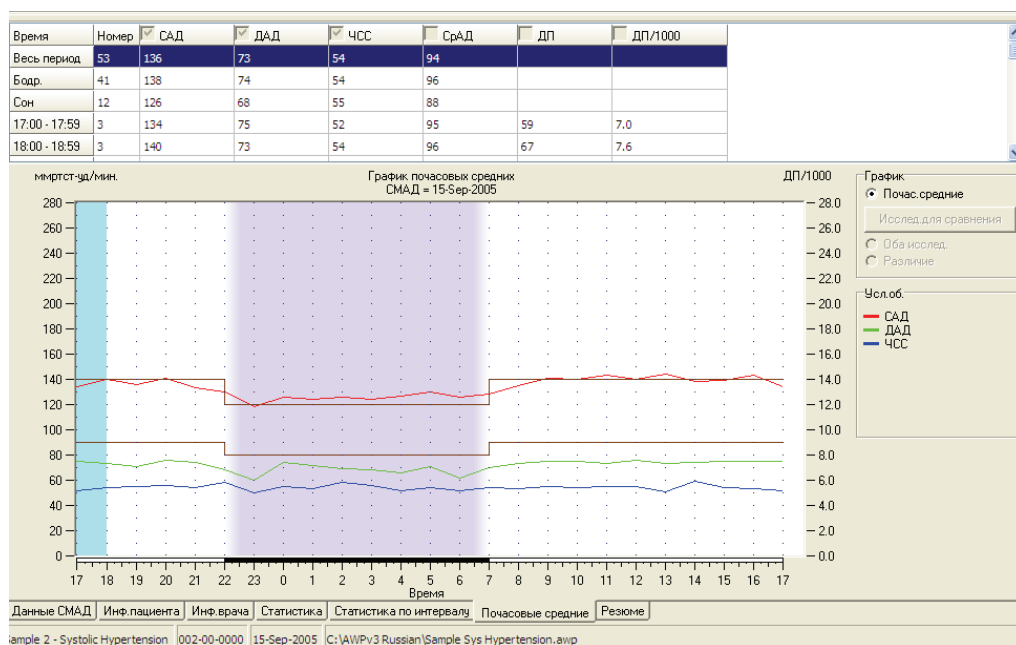 Время Номер САД ДАД ЧСС СрАД ДП ДП/1000
Весь период 53 136 73 54 94
Бодр. 41 138 74 54 96
Сон 12 126 68 55 88
17:00 - 17:59 3 134 75 52 95 59 7.0
18:00 - 18:59 3 140 73 54 96 67 7.6
ммртст-уд/мин. График почасовых средних ДП/1000
СМАД = 15-Sep-2005
280 28.0
260 26.0
240 24.0
220 22.0
200 20.0
180 18.0
160 16.0
140 14.0
120 12.0
100 10.0
80 8.0
60 6.0
40 4.0
20 2.0
0 0.0
17 18 19 20 21 22 23 0 1 2 3 4 5 6 7 8 9 10 11 12 13 14 15 16 17
Время
График
Почас.средние
Исслед.для сравнения
Оба исслед.
Различие
Усл.об.
САД
ДАД
ЧСС
Данные СМАД Инф.пациента Инф.врача Статистика Статистика по интервалу Почасовые средние Резюме
ample 2 - Systolic Hypertension 002-00-0000 15-Sep-2005 C:\AWPv3 Russian\Sample Sys Hypertension.awp